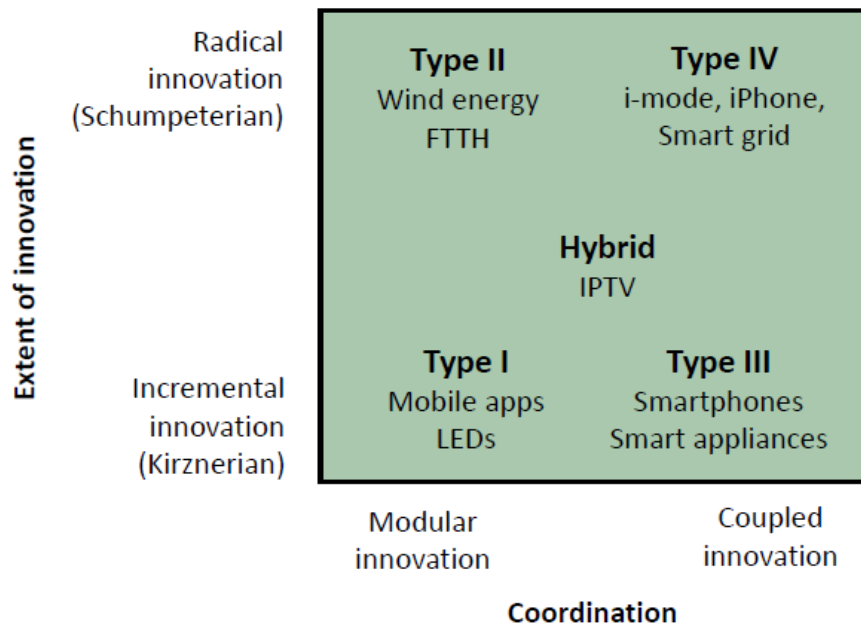 Extent of innovation
Radical
innovation
(Schumpeterian)
Type II
Wind energy
FTTH
Type IV
i-mode, iPhone,
Smart grid
Hybrid
IPTV
Incremental
innovation
(Kirznerian)
Type I
Mobile apps
LEDs
Type III
Smartphones
Smart appliances
Modular
innovation
Coupled
innovation
Coordination